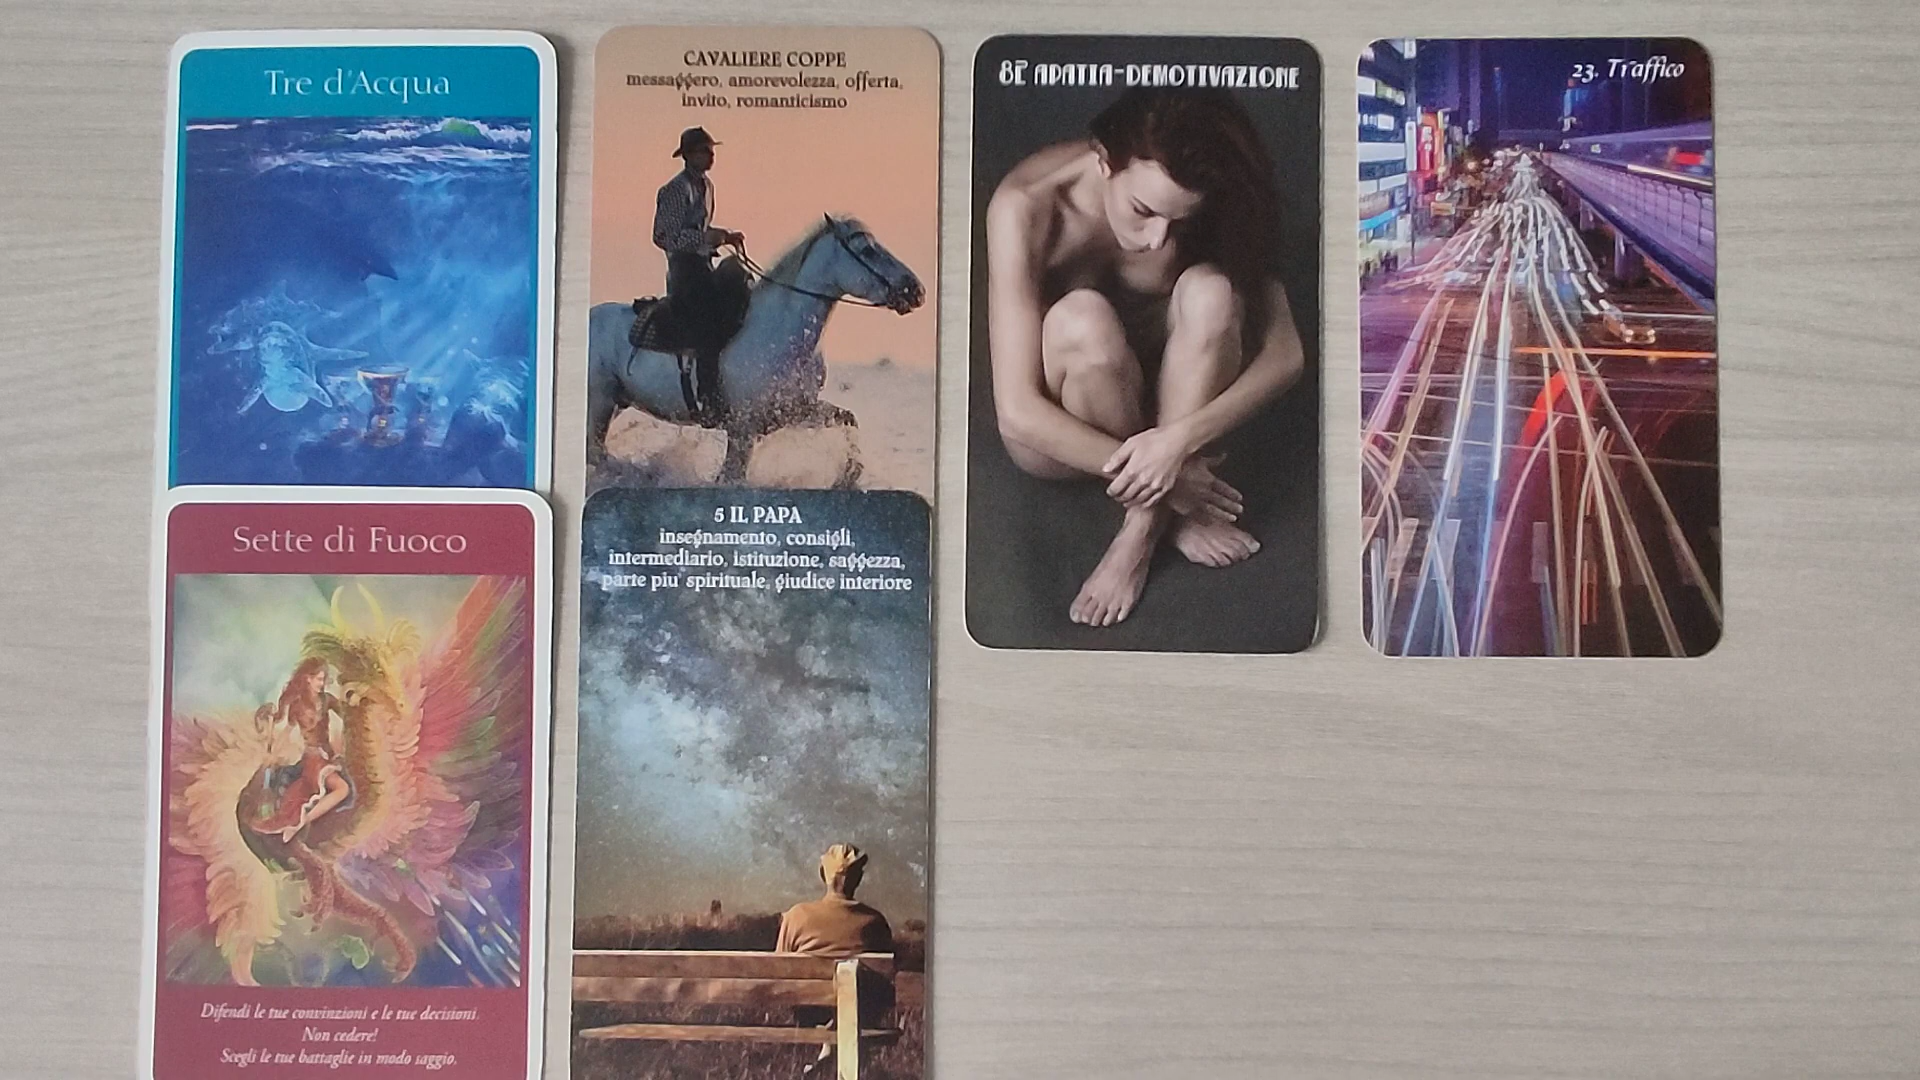 Tre d'Acqua
CAVALIERE COPPE
messaggero, amorevolezza, offerta,
invito, romanticismo
82 APATIA-DEMOTIVAZIONE
23. Traffico
Sette di Fuoco
Difendi le tue convinzioni e le tue decisioni.
Non cedere!
Scegli le tue battaglie in modo saggio.
5 IL PAPA
insegnamento, consigli,
intermediario, istituzione, saggezza,
parte piu' spirituale, giudice interiore